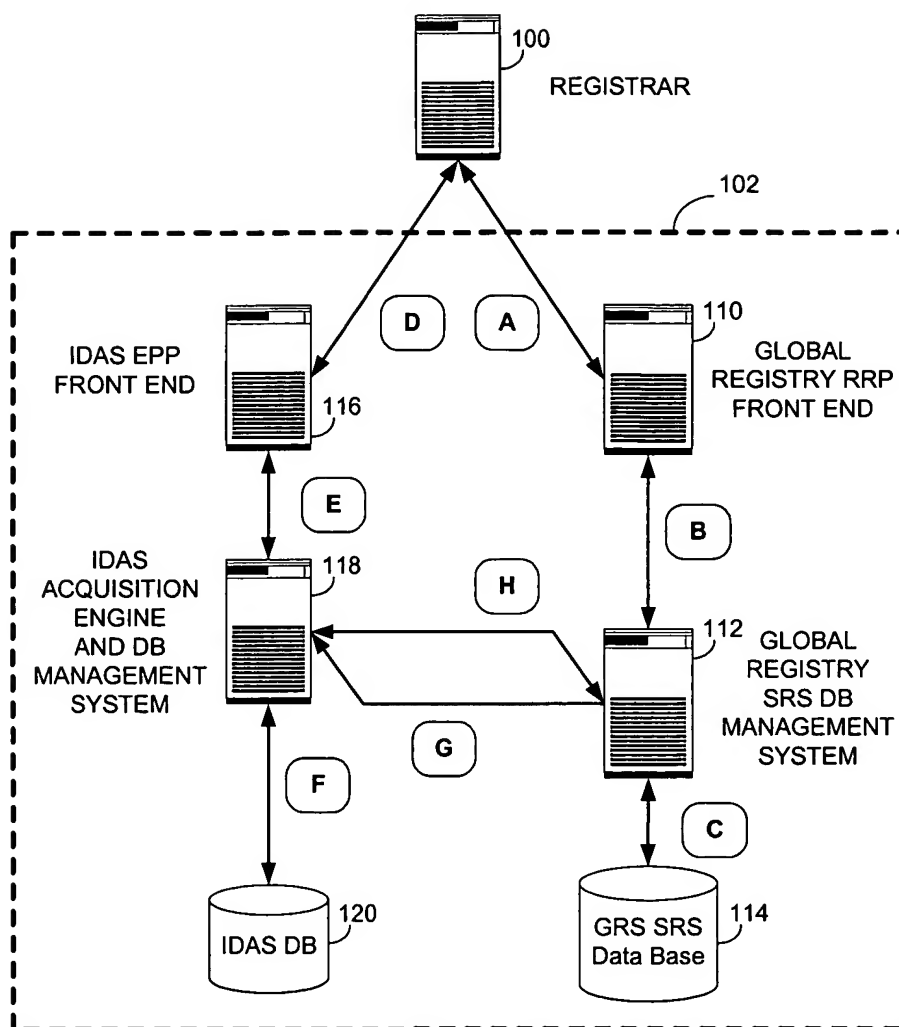 100
REGISTRAR
102
D
A
110
IDAS EPP
FRONT END
116
GLOBAL
REGISTRY RRP
FRONT END
E
B
IDAS
ACQUISITION
ENGINE
AND DB
MANAGEMENT
SYSTEM
118
H
112
GLOBAL
REGISTRY
SRS DB
MANAGEMENT
SYSTEM
G
F
C
IDAS DB
120
GRS SRS
Data Base
114